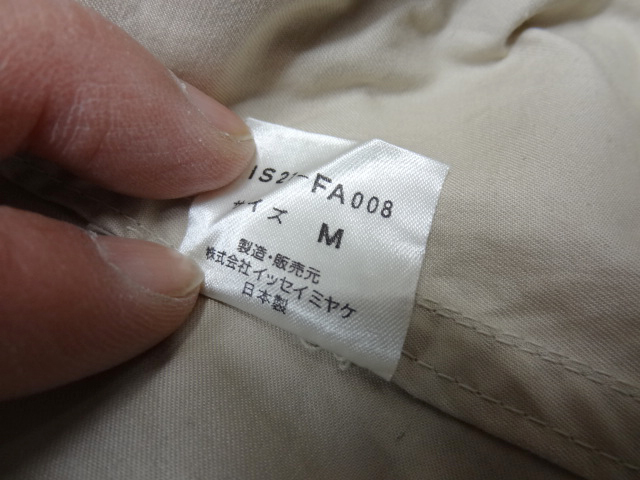 FA008
サイズ M
製造・販売元
株式会社イッセイミヤケ
日本製